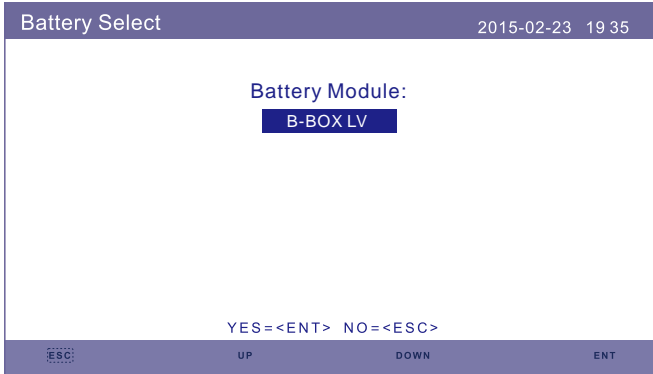 Battery Select 2015-02-23 19 35
Battery Module:
B-BOX LV
YES=<ENT> NO=<ESC>
ESC UP DOWN ENT